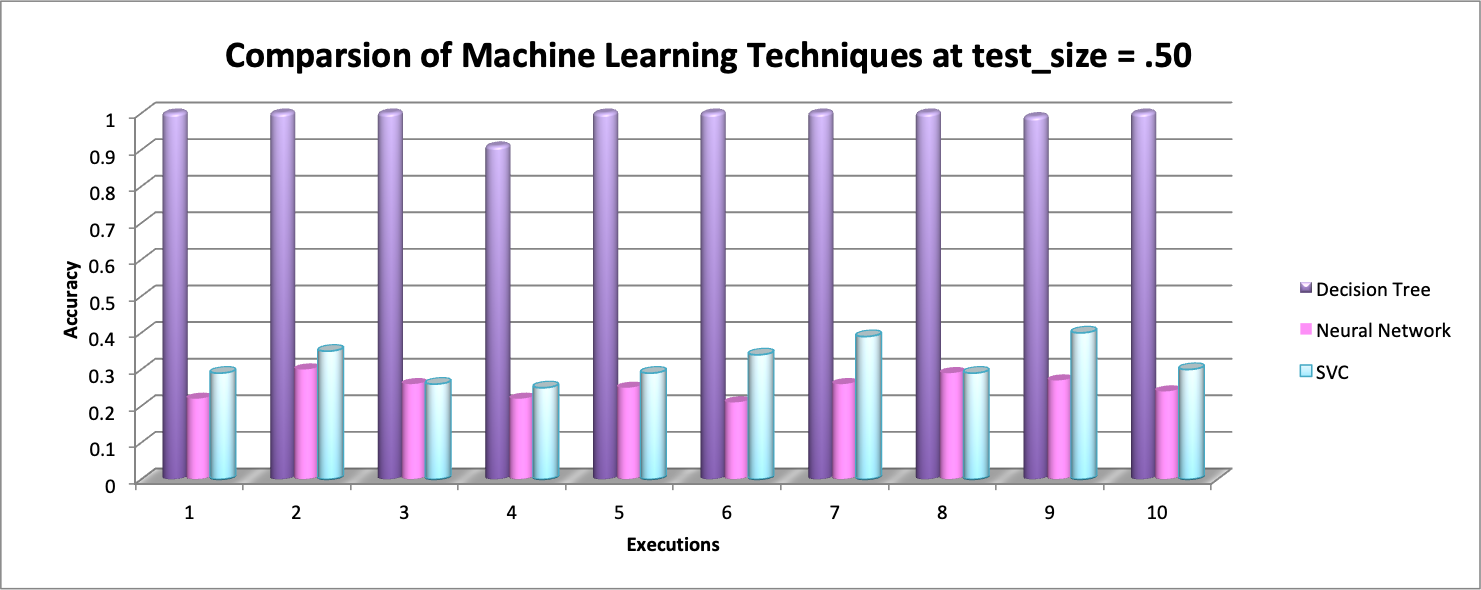 Comparsion of Machine Learning Techniques at test_size = .50
1
0.9
0.8
0.7
0.6
0.5
0.4
0.3
0.2
0.1
0
Accuracy
1 2 3 4 5 6 7 8 9 10
Executions
Decision Tree
Neural Network
SVC